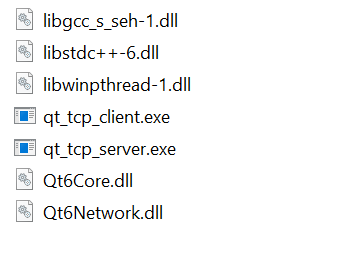 libgcc_s_seh-1.dll
libstdc++-6.dll
libwinpthread-1.dll
qt_tcp_client.exe
qt_tcp_server.exe
Qt6Core.dll
Qt6Network.dll